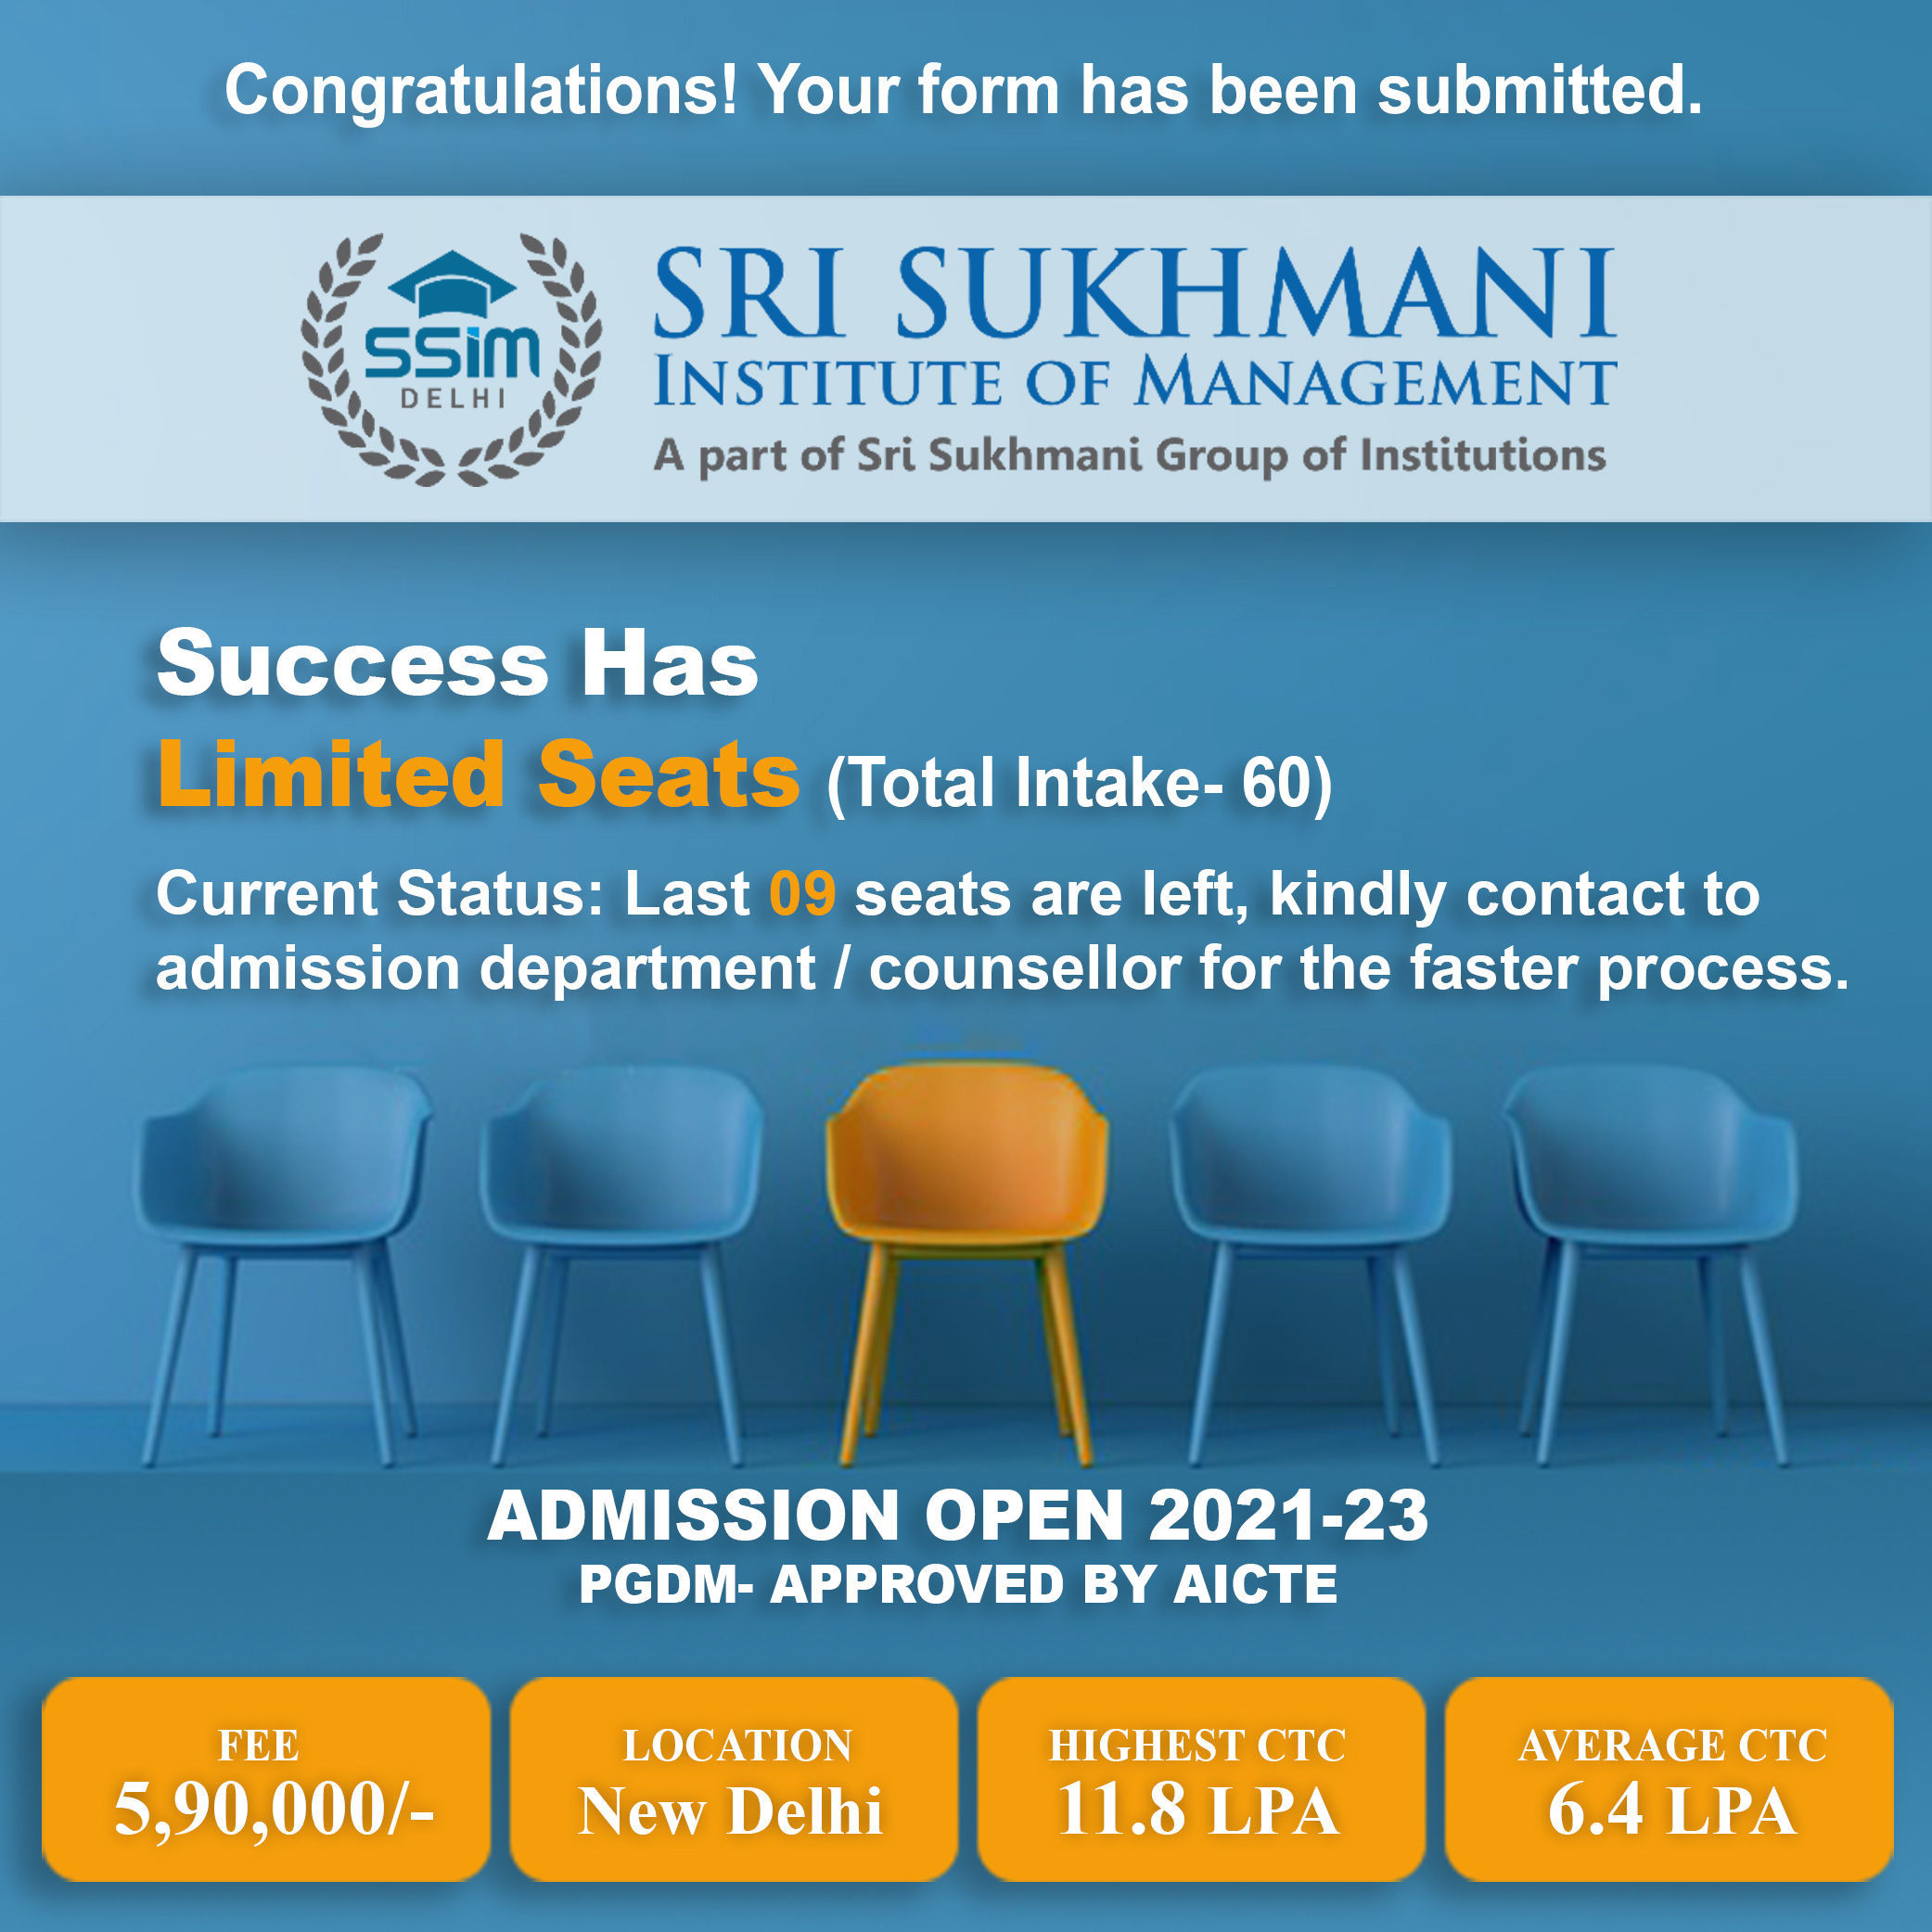 Congratulations! Your form has been submitted.
SSiM
DELHI
SRI SUKHMANI
INSTITUTE OF MANAGEMENT
A part of Sri Sukhmani Group of Institutions
Success Has
Limited Seats (Total Intake- 60)
Current Status: Last 09 seats are left, kindly contact to
admission department / counsellor for the faster process.
ADMISSION OPEN 2021-23
PGDM- APPROVED BY AICTE
FEE
5,90,000/-
LOCATION
New Delhi
HIGHEST CTC
11.8 LPA
AVERAGE CTC
6.4 LPA